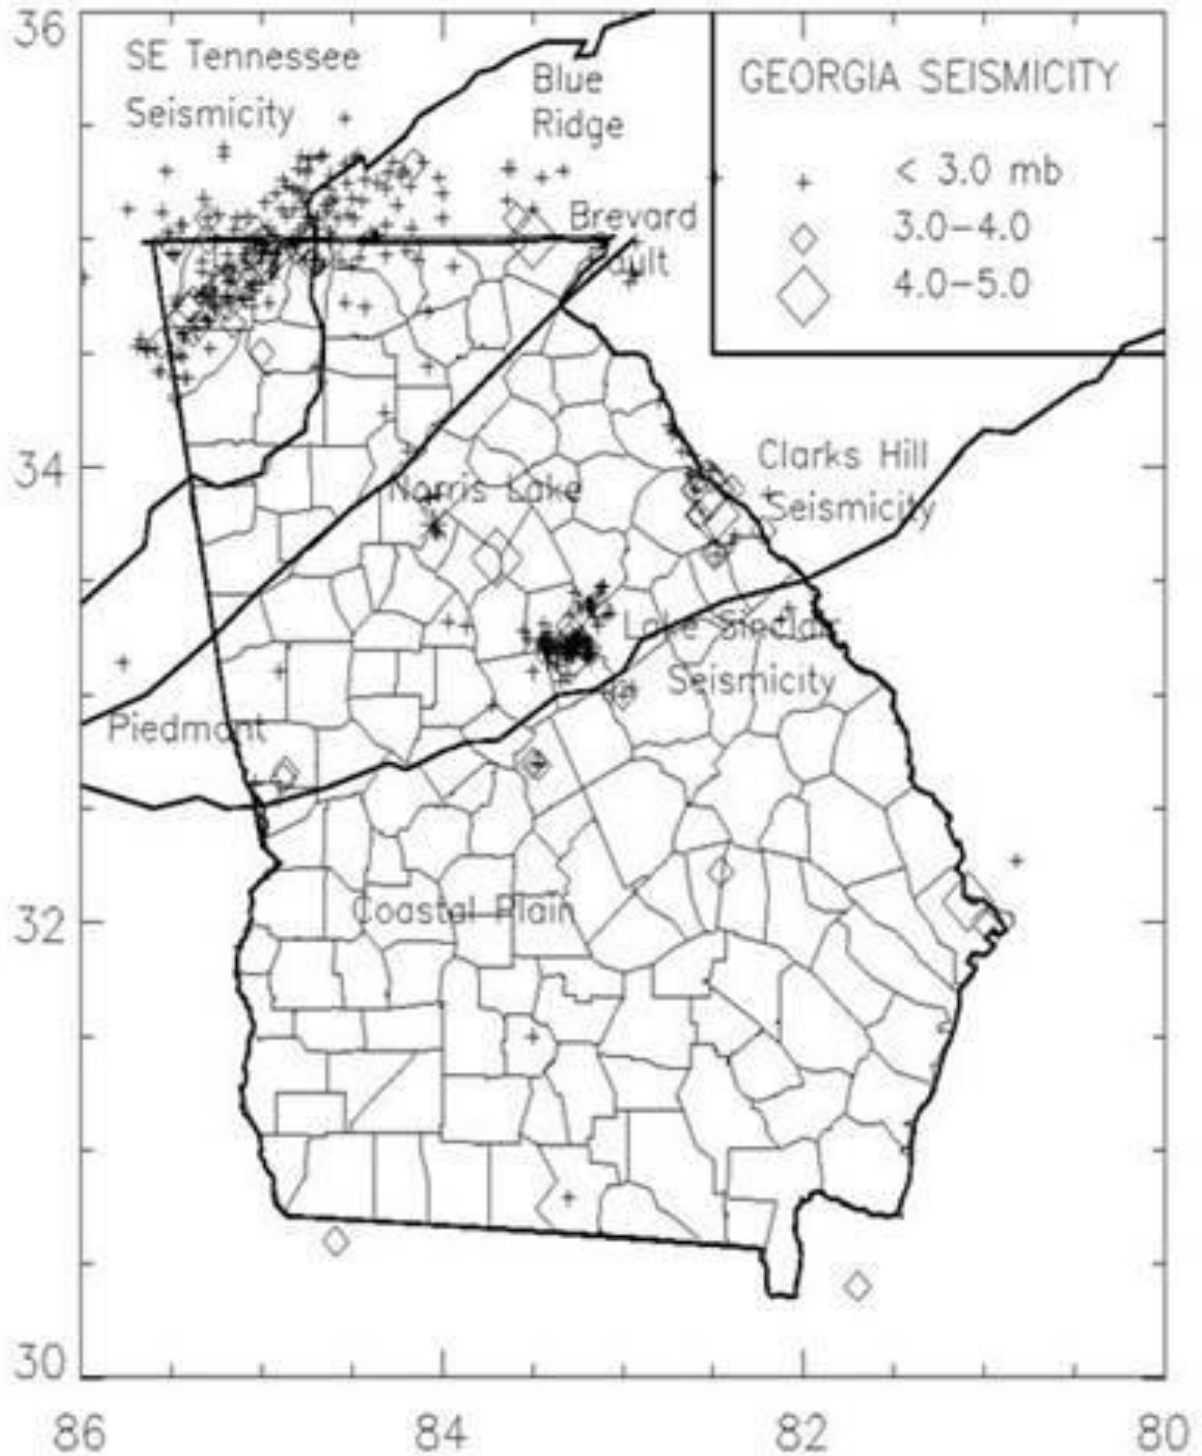 36
SE Tennessee
Seismicity
Blue
Ridge
GEORGIA SEISMICITY
< 3.0 mb
3.0-4.0
4.0-5.0
Brevard
Fault
34
Clarks Hill
Seismicity
Norris Lake
Lake Sinclair
Seismicity
Piedmont
32
Coastal Plain
30
86
84
82
80